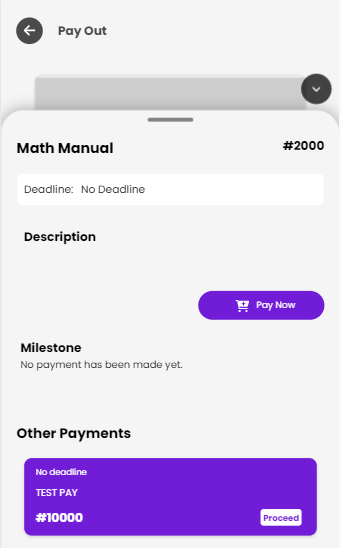 Pay Out
Math Manual
#2000
Deadline: No Deadline
Description
Pay Now
Milestone
No payment has been made yet.
Other Payments
No deadline
TEST PAY
#10000
Proceed